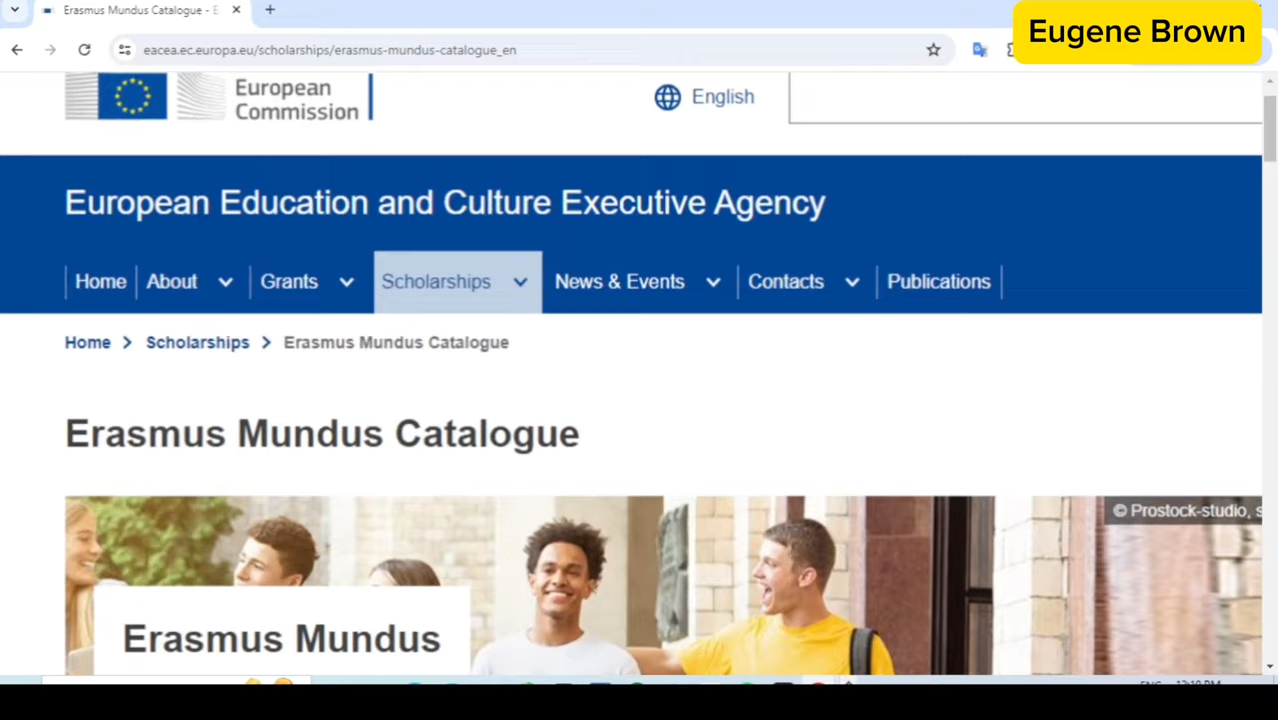 Erasmus Mundus Catalogue - E
Eugene Brown
eacea.ec.europa.eu/scholarships/erasmus-mundus-catalogue_en
European
Commission
English
European Education and Culture Executive Agency
Home
About
Grants
Scholarships
News & Events
Contacts
Publications
Home > Scholarships > Erasmus Mundus Catalogue
Erasmus Mundus Catalogue
© Prostock-studio, s
Erasmus Mundus